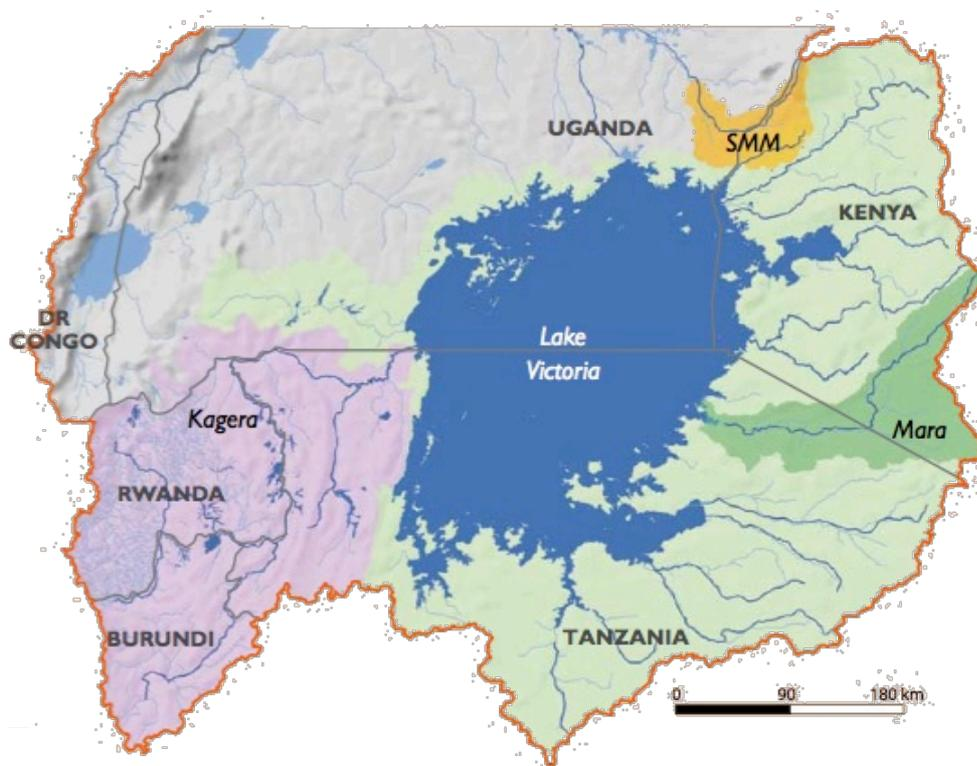 UGANDA
SMM
KENYA
DR
CONGO
Lake
Victoria
Kagera
Mara
RWANDA
BURUNDI
TANZANIA
0 90 180 km